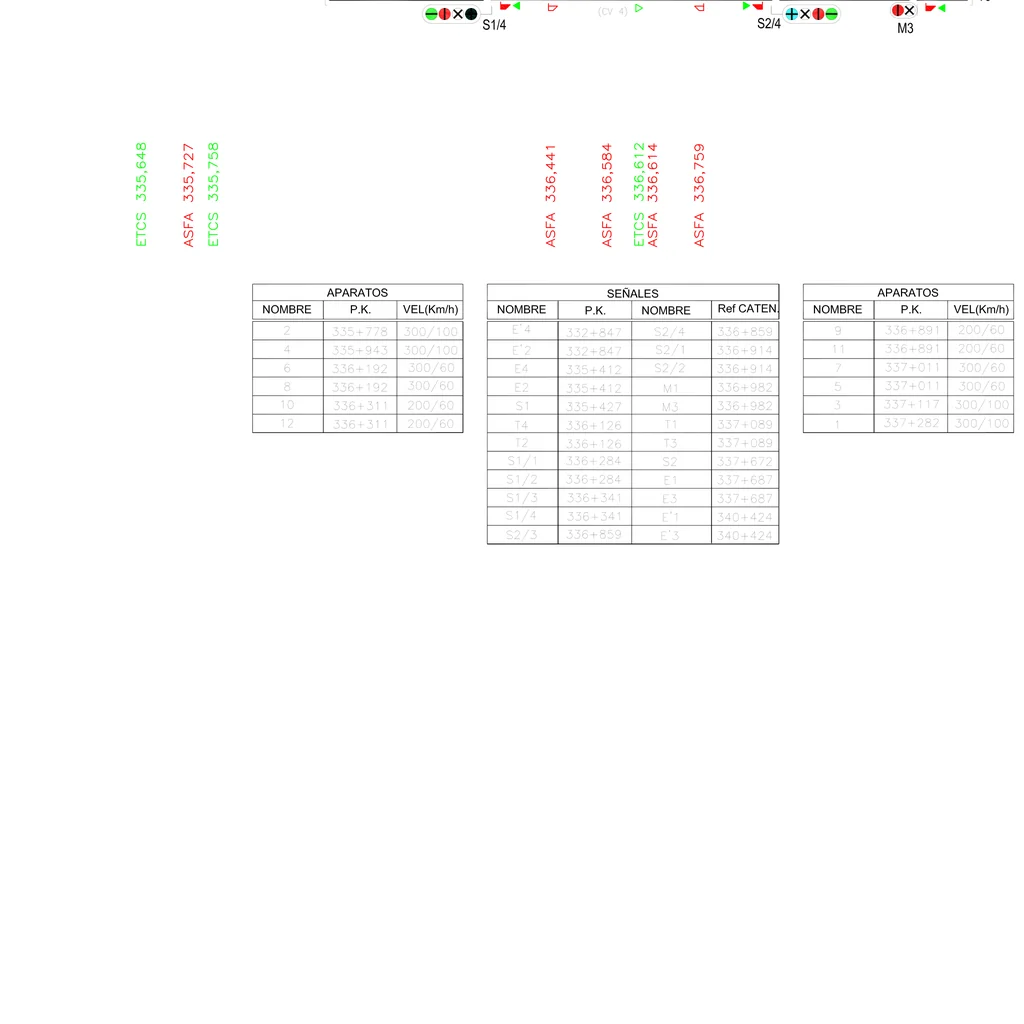 (CV 4)
S1/4
S2/4
M3
ETCS 335,648
ASFA 335,727
ETCS 335,758
ASFA 336,441
ASFA 336,584
ETCS 336,612
ASFA 336,614
ASFA 336,759
APARATOS
NOMBRE P.K. VEL(Km/h)
2 335+778 300/100
4 335+943 300/100
6 336+192 300/60
8 336+192 300/60
10 336+311 200/60
12 336+311 200/60
SEÑALES
NOMBRE P.K. NOMBRE Ref CATEN.
E'4 332+847 S2/4 336+859
E'2 332+847 S2/1 336+914
E4 335+412 S2/2 336+914
E2 335+412 M1 336+982
S1 335+427 M3 336+982
T4 336+126 T1 337+089
T2 336+126 T3 337+089
S1/1 336+284 S2 337+672
S1/2 336+284 E1 337+687
S1/3 336+341 E3 337+687
S1/4 336+341 E'1 340+424
S2/3 336+859 E'3 340+424
APARATOS
NOMBRE P.K. VEL(Km/h)
9 336+891 200/60
11 336+891 200/60
7 337+011 300/60
5 337+011 300/60
3 337+117 300/100
1 337+282 300/100